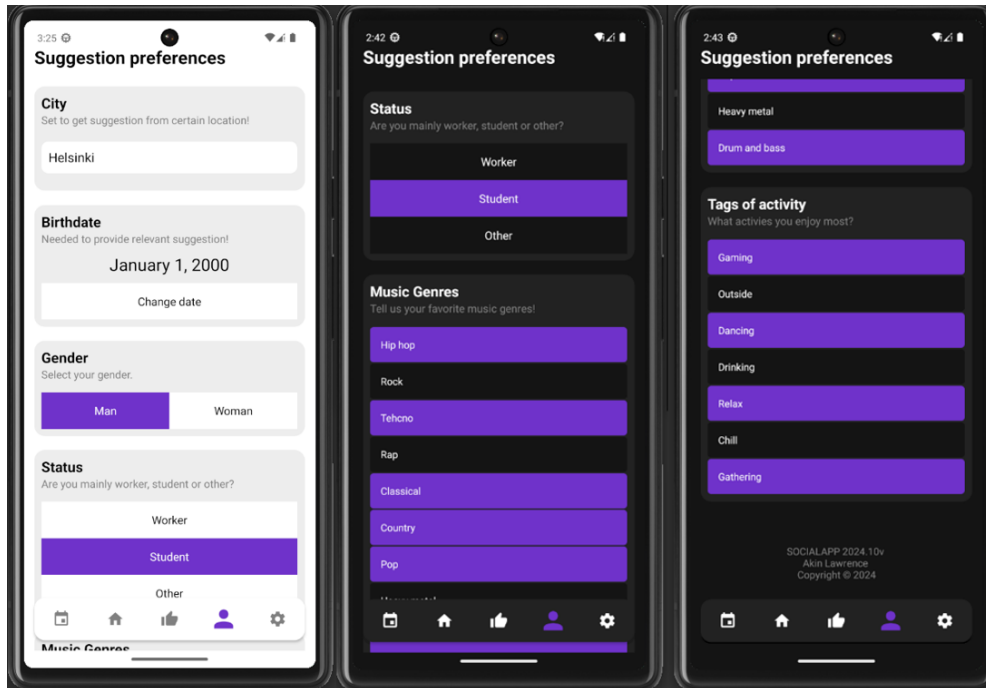 3:25
Suggestion preferences
City
Set to get suggestion from certain location!
Helsinki
Birthdate
Needed to provide relevant suggestion!
January 1, 2000
Change date
Gender
Select your gender.
Man Woman
Status
Are you mainly worker, student or other?
Worker
Student
Other
Music Genres
2:42
Suggestion preferences
Status
Are you mainly worker, student or other?
Worker
Student
Other
Music Genres
Tell us your favorite music genres!
Hip hop
Rock
Tehcno
Rap
Classical
Country
Pop
Heavy metal
2:43
Suggestion preferences
Heavy metal
Drum and bass
Tags of activity
What activies you enjoy most?
Gaming
Outside
Dancing
Drinking
Relax
Chill
Gathering
SOCIALAPP 2024.10v
Akin Lawrence
Copyright © 2024